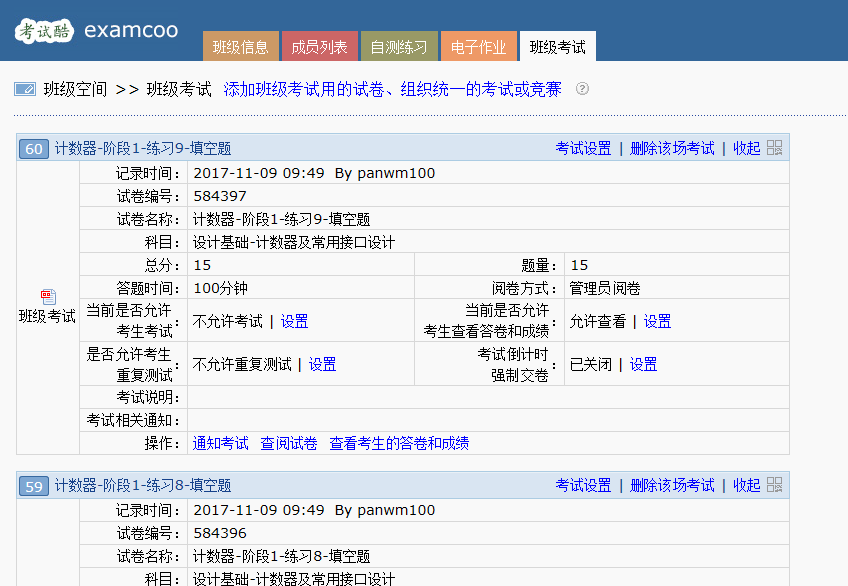 考试酷 examcoo
班级信息 成员列表 自测练习 电子作业 班级考试
班级空间 >> 班级考试 添加班级考试用的试卷、组织统一的考试或竞赛 ?
60 计数器-阶段1-练习9-填空题 考试设置 | 删除该场考试 | 收起
记录时间: 2017-11-09 09:49 By panwm100
试卷编号: 584397
试卷名称: 计数器-阶段1-练习9-填空题
科目: 设计基础-计数器及常用接口设计
总分: 15 题量: 15
答题时间: 100分钟 阅卷方式: 管理员阅卷
班级考试
当前是否允许
考生考试: 不允许考试 | 设置
当前是否允许
考生查看答卷和成绩: 允许查看 | 设置
是否允许考生
重复测试: 不允许重复测试 | 设置
考试倒计时
强制交卷: 已关闭 | 设置
考试说明:
考试相关通知:
操作: 通知考试 查阅试卷 查看考生的答卷和成绩
59 计数器-阶段1-练习8-填空题 考试设置 | 删除该场考试 | 收起
记录时间: 2017-11-09 09:49 By panwm100
试卷编号: 584396
试卷名称: 计数器-阶段1-练习8-填空题
科目: 设计基础-计数器及常用接口设计